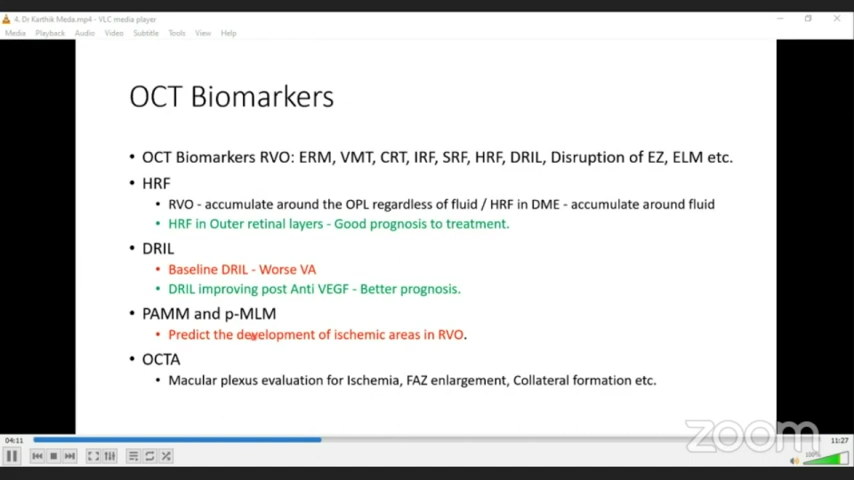 4. Dr Karthik Meda.mp4 - VLC media player
Media Playback Audio Video Subtitle Tools View Help
OCT Biomarkers
• OCT Biomarkers RVO: ERM, VMT, CRT, IRF, SRF, HRF, DRIL, Disruption of EZ, ELM etc.
• HRF
• RVO - accumulate around the OPL regardless of fluid / HRF in DME - accumulate around fluid
• HRF in Outer retinal layers - Good prognosis to treatment.
• DRIL
• Baseline DRIL - Worse VA
• DRIL improving post Anti VEGF - Better prognosis.
• PAMM and p-MLM
• Predict the development of ischemic areas in RVO.
• OCTA
• Macular plexus evaluation for Ischemia, FAZ enlargement, Collateral formation etc.
zoom
04:11 11:27
100%